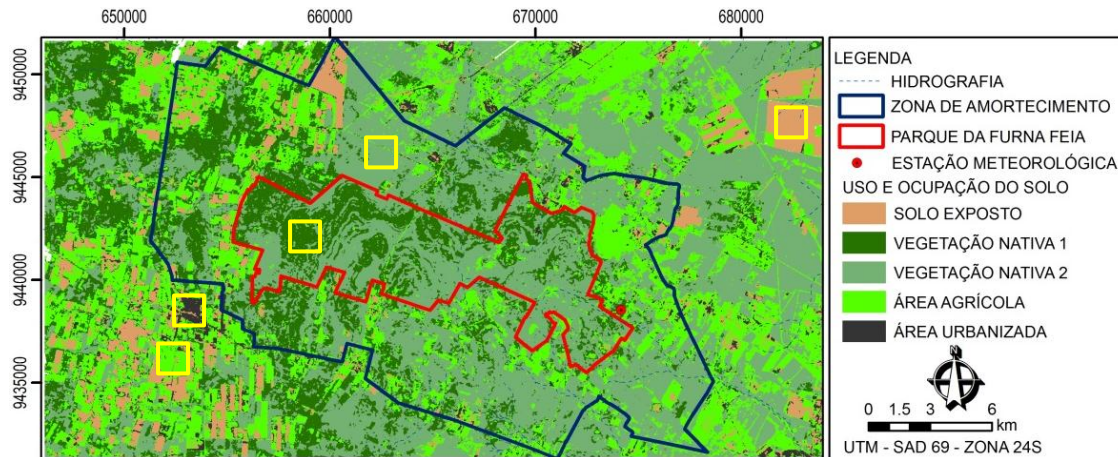 650000 660000 670000 680000
9450000
9445000
9440000
9435000
LEGENDA
HIDROGRAFIA
ZONA DE AMORTECIMENTO
PARQUE DA FURNA FEIA
ESTAÇÃO METEOROLÓGICA
USO E OCUPAÇÃO DO SOLO
SOLO EXPOSTO
VEGETAÇÃO NATIVA 1
VEGETAÇÃO NATIVA 2
ÁREA AGRÍCOLA
ÁREA URBANIZADA
N
0 1.5 3 6
km
UTM - SAD 69 - ZONA 24S